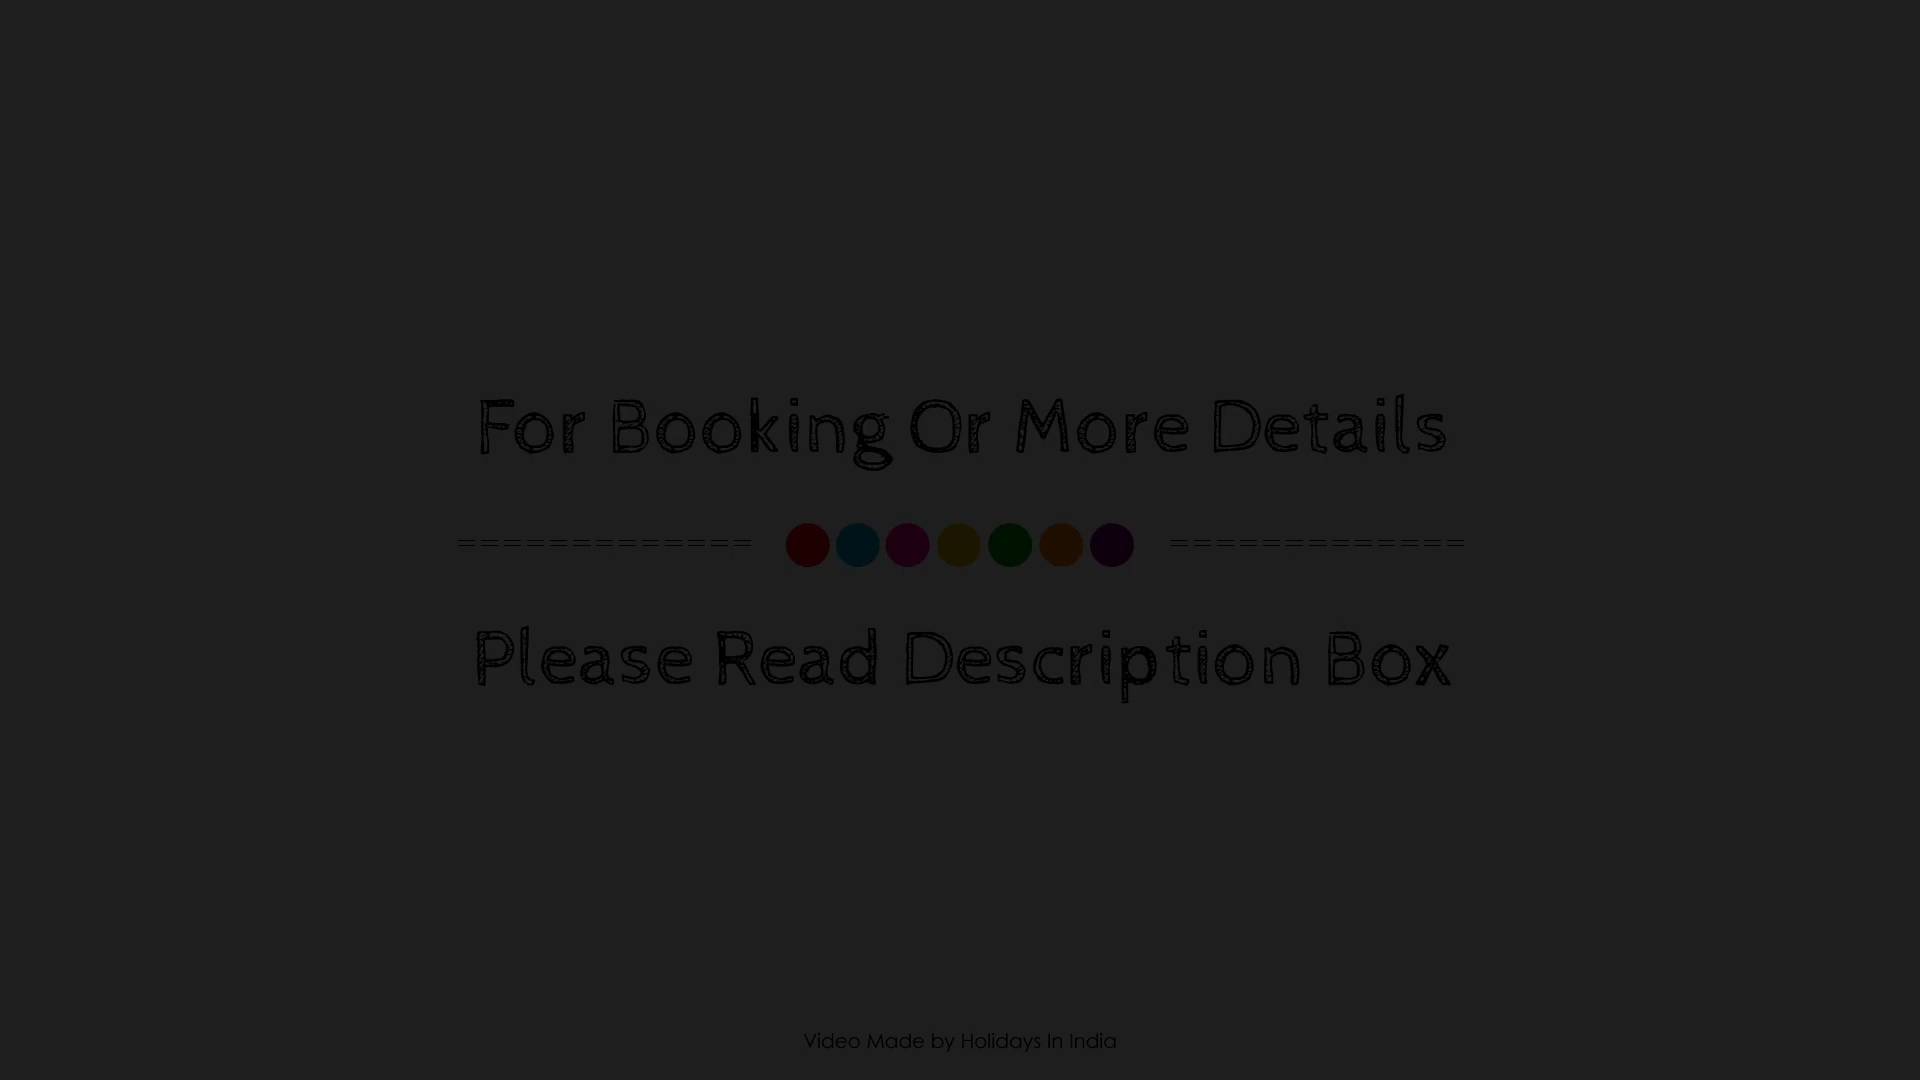 For Booking Or More Details
============= =============
Please Read Description Box
Video Made by Holidays In India